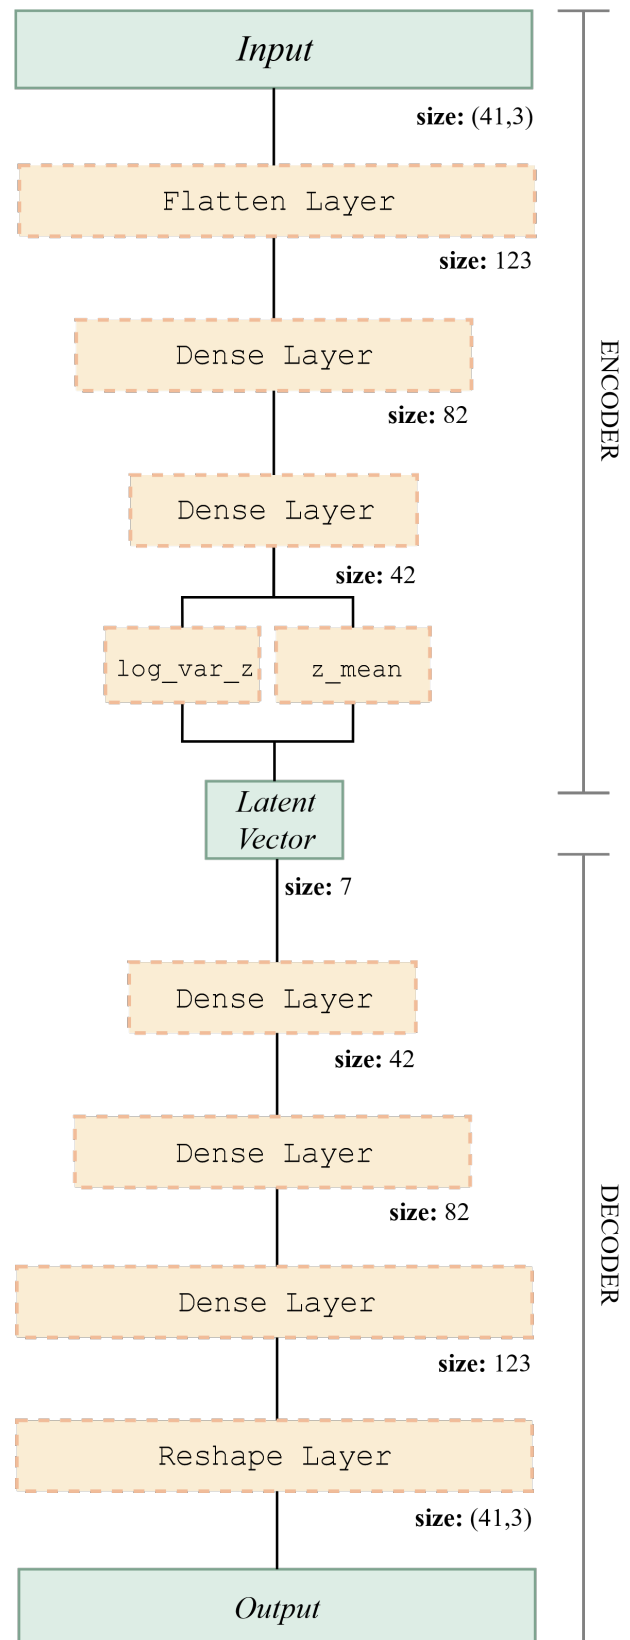 Input
size: (41,3)
Flatten Layer
size: 123
Dense Layer
size: 82
Dense Layer
size: 42
log_var_z
z_mean
Latent
Vector
size: 7
ENCODER
Dense Layer
size: 42
Dense Layer
size: 82
Dense Layer
size: 123
Reshape Layer
size: (41,3)
Output
DECODER